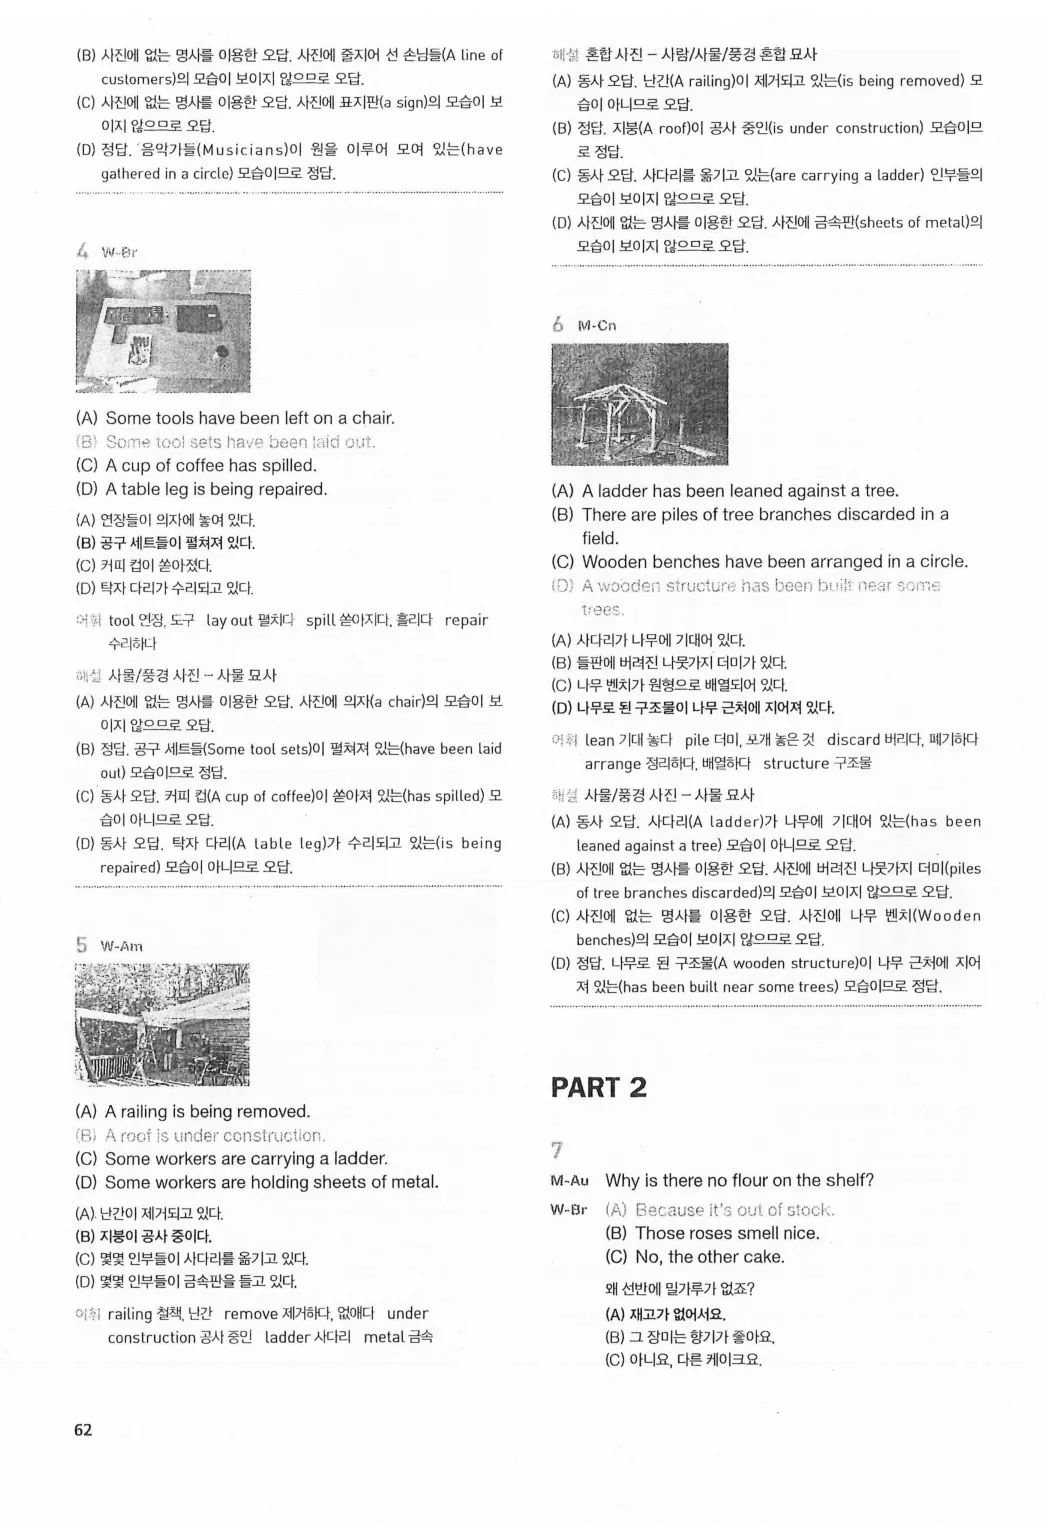 (B) 사진에 없는 명사를 이용한 오답. 사진에 줄지어 선 손님들(A line of
customers)의 모습이 보이지 않으므로 오답.
(C) 사진에 없는 명사를 이용한 오답. 사진에 표지판(a sign)의 모습이 보
이지 않으므로 오답.
(D) 정답. 음악가들(Musicians)이 원을 이루어 모여 있는(have
gathered in a circle) 모습이므로 정답.
4 W-Br
(A) Some tools have been left on a chair.
(B) Some tool sets have been laid out.
(C) A cup of coffee has spilled.
(D) A table leg is being repaired.
(A) 연장들이 의자에 놓여 있다.
(B) 공구 세트들이 펼쳐져 있다.
(C) 커피 컵이 쏟아졌다.
(D) 탁자 다리가 수리되고 있다.
어휘 tool 연장, 도구 lay out 펼치다 spill 쏟아지다, 흘리다 repair
수리하다
해설 사물/풍경 사진 – 사물 묘사
(A) 사진에 없는 명사를 이용한 오답. 사진에 의자(a chair)의 모습이 보
이지 않으므로 오답.
(B) 정답. 공구 세트들(Some tool sets)이 펼쳐져 있는(have been laid
out) 모습이므로 정답.
(C) 동사 오답. 커피 컵(A cup of coffee)이 쏟아져 있는(has spilled) 모
습이 아니므로 오답.
(D) 동사 오답. 탁자 다리(A table leg)가 수리되고 있는(is being
repaired) 모습이 아니므로 오답.
5 W-Am
(A) A railing is being removed.
(B) A roof is under construction.
(C) Some workers are carrying a ladder.
(D) Some workers are holding sheets of metal.
(A) 난간이 제거되고 있다.
(B) 지붕이 공사 중이다.
(C) 몇몇 인부들이 사다리를 옮기고 있다.
(D) 몇몇 인부들이 금속판을 들고 있다.
어휘 railing 철책, 난간 remove 제거하다, 없애다 under
construction 공사 중인 ladder 사다리 metal 금속
62
해설 혼합 사진 – 사람/사물/풍경 혼합 묘사
(A) 동사 오답. 난간(A railing)이 제거되고 있는(is being removed) 모
습이 아니므로 오답.
(B) 정답. 지붕(A roof)이 공사 중인(is under construction) 모습이므
로 정답.
(C) 동사 오답. 사다리를 옮기고 있는(are carrying a ladder) 인부들의
모습이 보이지 않으므로 오답.
(D) 사진에 없는 명사를 이용한 오답. 사진에 금속판(sheets of metal)의
모습이 보이지 않으므로 오답.
6 M-Cn
(A) A ladder has been leaned against a tree.
(B) There are piles of tree branches discarded in a
field.
(C) Wooden benches have been arranged in a circle.
(D) A wooden structure has been built near some
trees.
(A) 사다리가 나무에 기대어 있다.
(B) 들판에 버려진 나뭇가지 더미가 있다.
(C) 나무 벤치가 원형으로 배열되어 있다.
(D) 나무로 된 구조물이 나무 근처에 지어져 있다.
어휘 lean 기대 놓다 pile 더미, 포개 놓은 것 discard 버리다, 폐기하다
arrange 정리하다, 배열하다 structure 구조물
해설 사물/풍경 사진 – 사물 묘사
(A) 동사 오답. 사다리(A ladder)가 나무에 기대어 있는(has been
leaned against a tree) 모습이 아니므로 오답.
(B) 사진에 없는 명사를 이용한 오답. 사진에 버려진 나뭇가지 더미(piles
of tree branches discarded)의 모습이 보이지 않으므로 오답.
(C) 사진에 없는 명사를 이용한 오답. 사진에 나무 벤치(Wooden
benches)의 모습이 보이지 않으므로 오답.
(D) 정답. 나무로 된 구조물(A wooden structure)이 나무 근처에 지어
져 있는(has been built near some trees) 모습이므로 정답.
PART 2
7
M-Au Why is there no flour on the shelf?
W-Br (A) Because it's out of stock.
(B) Those roses smell nice.
(C) No, the other cake.
왜 선반에 밀가루가 없죠?
(A) 재고가 없어서요.
(B) 그 장미는 향기가 좋아요.
(C) 아니요, 다른 케이크요.